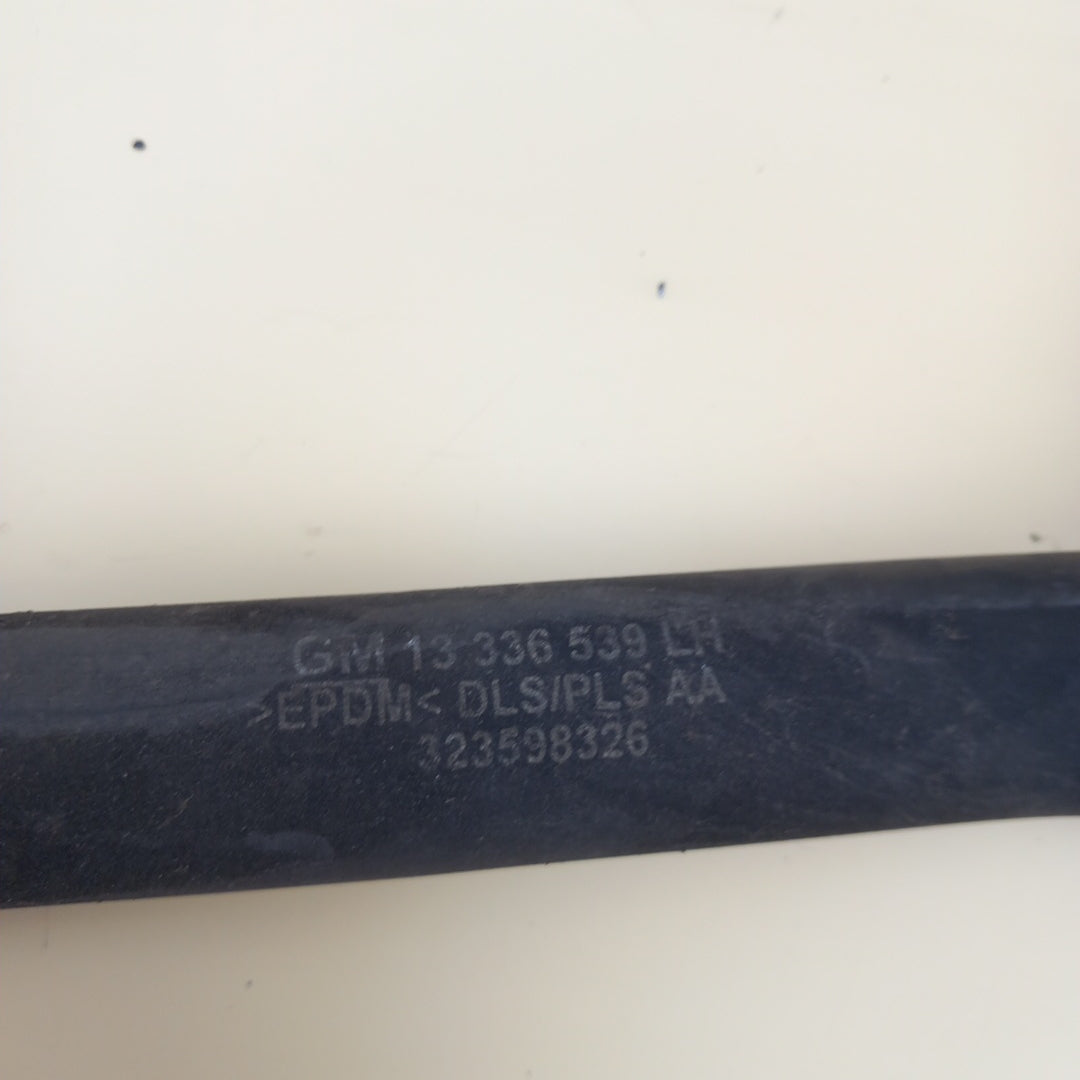 GM 13 336 539 LH
>EPDM< DLS/PLS AA
323598326